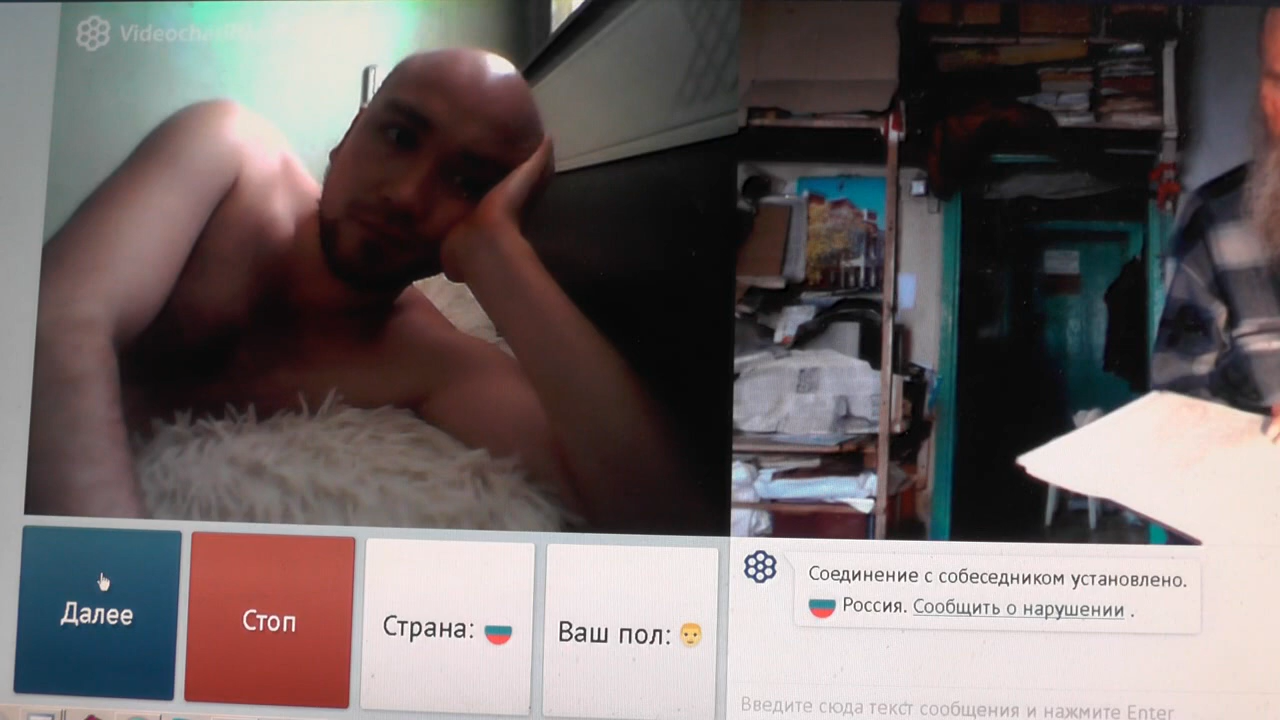 Далее
Стоп
Страна:
Ваш пол:
Соединение с собеседником установлено.
Россия. Сообщить о нарушении .
Введите сюда текст сообщения и нажмите Enter